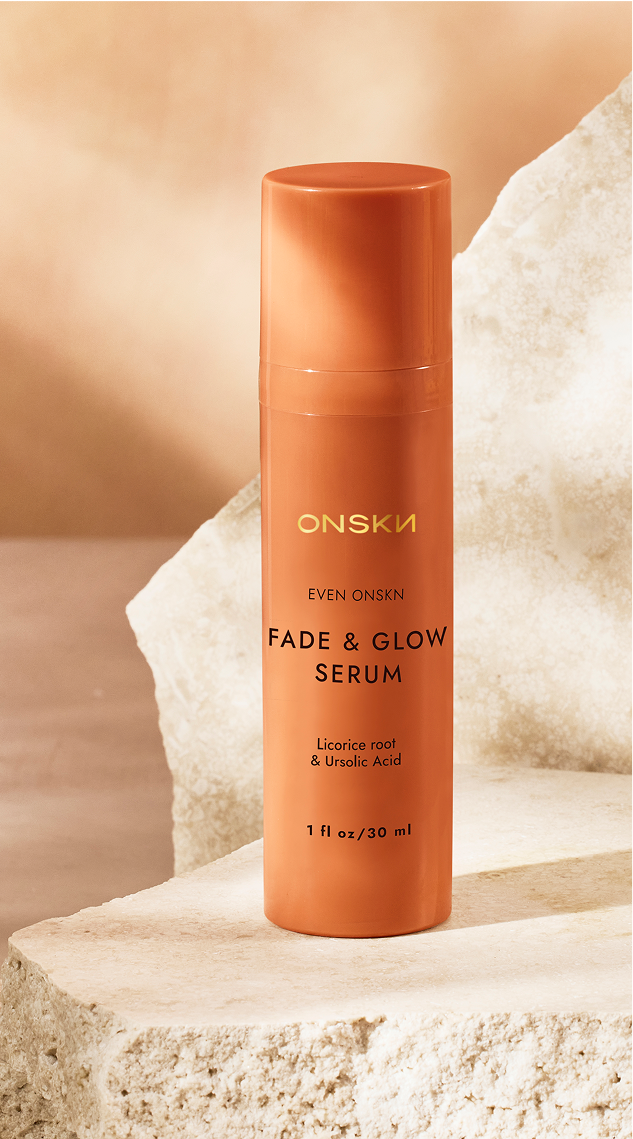 ONSKN
EVEN ONSKN
FADE & GLOW
SERUM
Licorice root
& Ursolic Acid
1 fl oz/30 ml